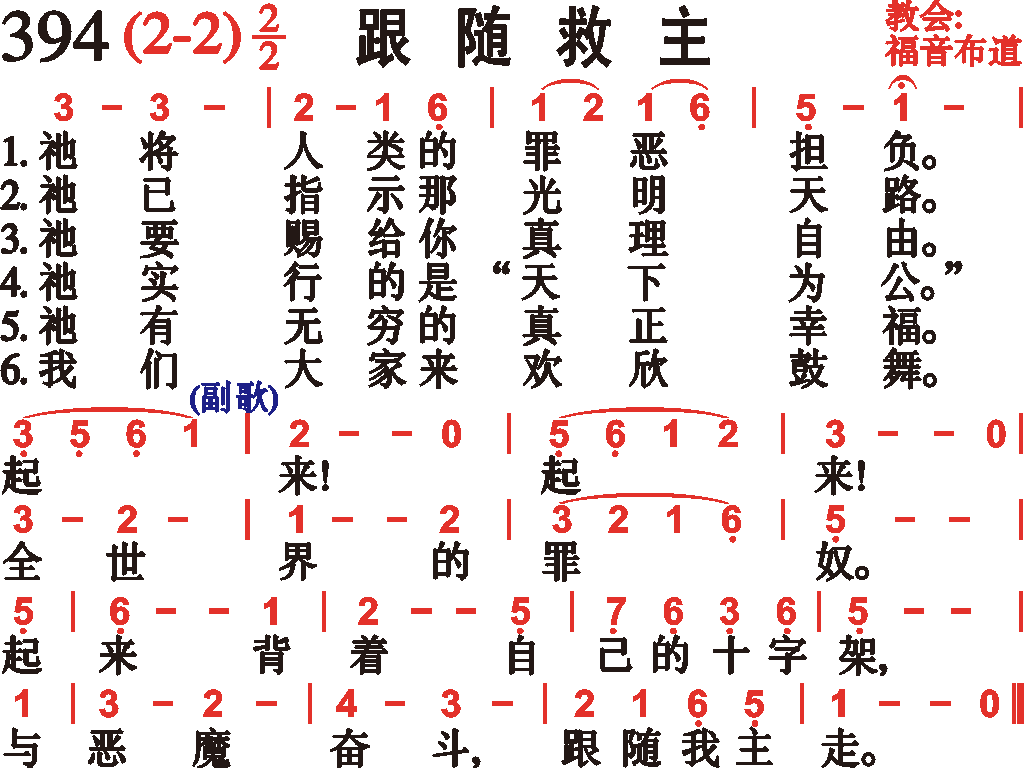 394 (2-2) 2/2 跟随救主 教会:
福音布道
3 - 3 - | 2 - 1 6̣ | 1 2 1 6̣ | 5̣ - 1 - |
1. 祂将人类的罪恶担负。
2. 祂已指示那光明天路。
3. 祂要赐给你真理自由。
4. 祂实行的是“天下为公。”
5. 祂有无穷的真正幸福。
6. 我们大家来欢欣鼓舞。
(副歌)
3̣ 5̣ 6̣ 1 | 2 - - 0 | 5̣ 6̣ 1 2 | 3 - - 0 |
起来! 起来!
3 - 2 - | 1 - - 2 | 3 2 1 6̣ | 5̣ - -
全世界的罪奴。
5̣ | 6̣ - - 1 | 2 - - 5̣ | 7̣ 6̣ 3̣ 6̣ | 5̣ - - |
起来背着自己的十字架,
1 | 3 - 2 - | 4 - 3 - | 2 1 6̣ 5̣ | 1 - - 0 ‖
与恶魔奋斗, 跟随我主走。